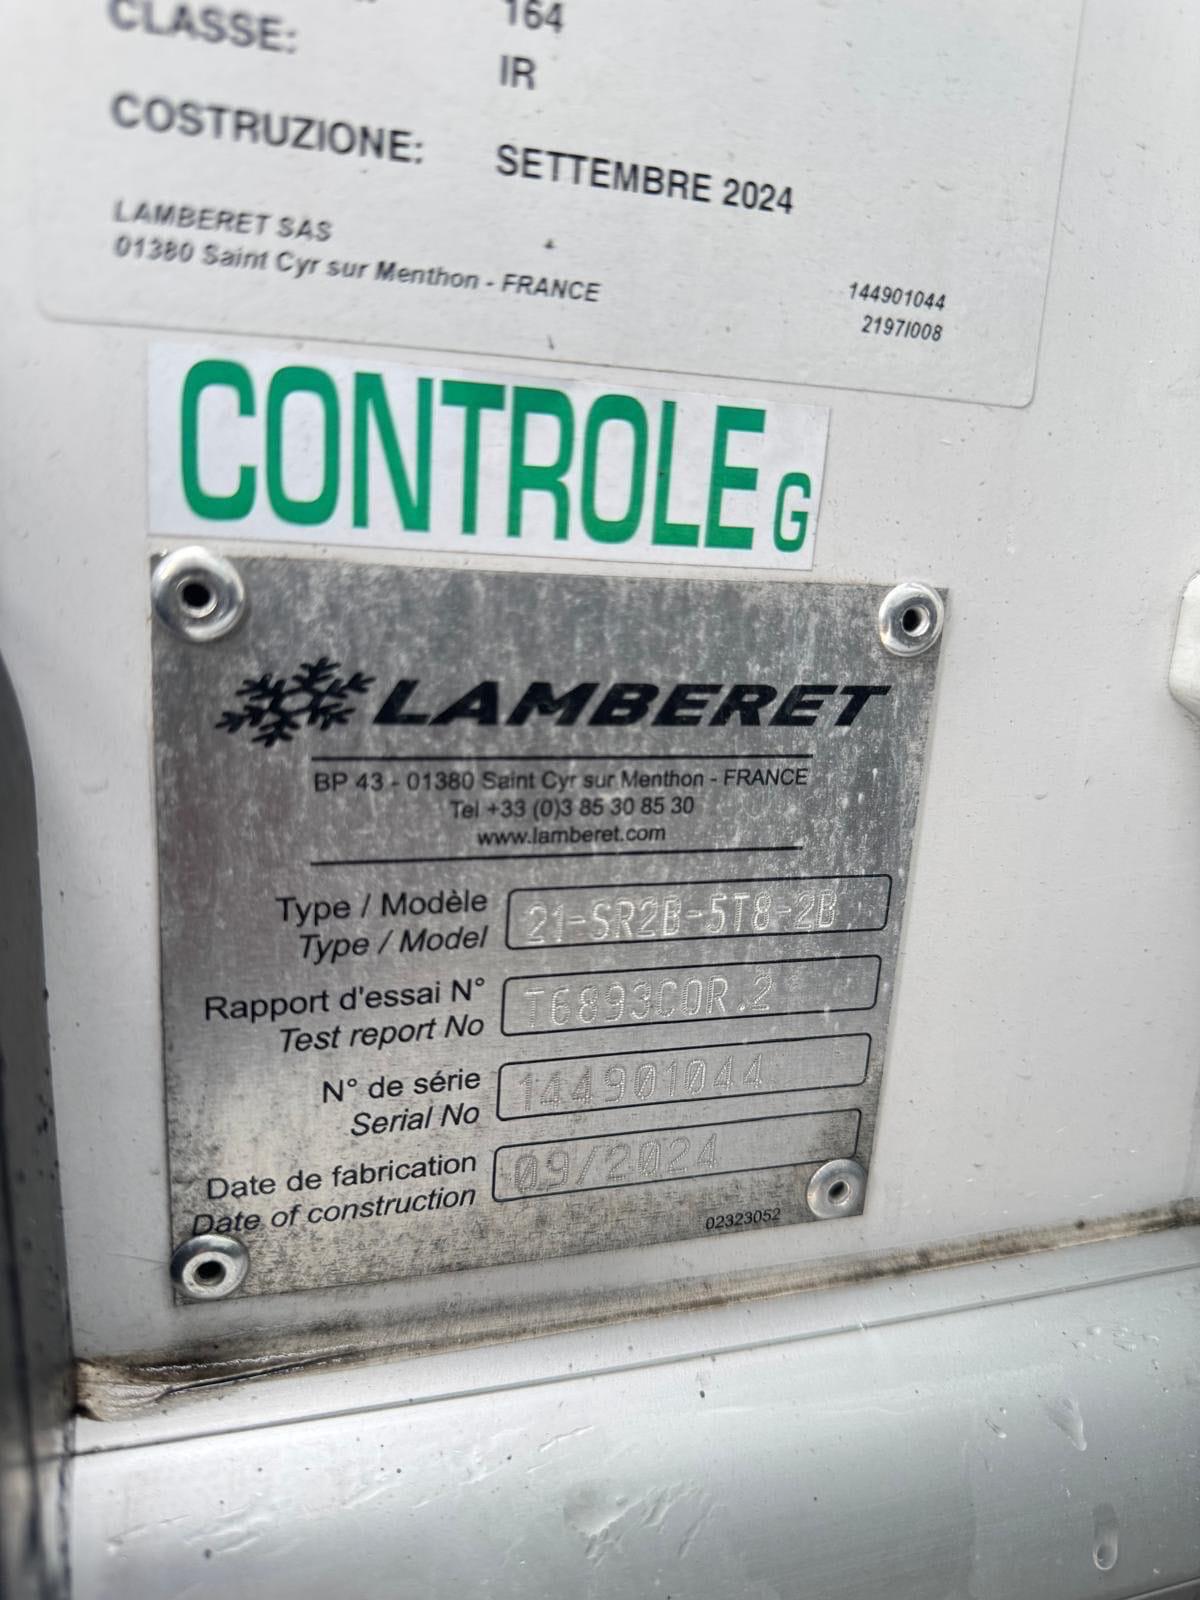 164
CLASSE:
IR
COSTRUZIONE:
SETTEMBRE 2024
LAMBERET SAS
01380 Saint Cyr sur Menthon - FRANCE
144901044
2197I008
CONTROLE G
LAMBERET
BP 43 - 01380 Saint Cyr sur Menthon - FRANCE
Tel +33 (0)3 85 30 85 30
www.lamberet.com
Type / Modèle
Type / Model
21-SR2B-5T8-2B
Rapport d'essai N°
Test report No
T6893COR.2
N° de série
Serial No
144901044
Date de fabrication
Date of construction
09/2024
02323052